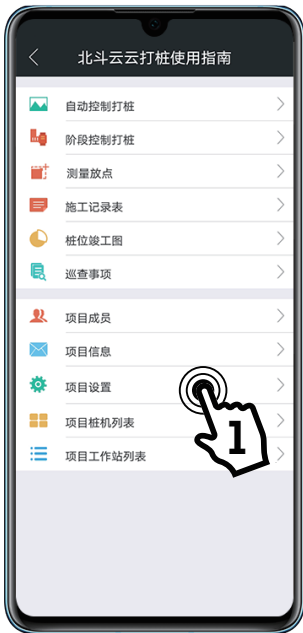 北斗云云打桩使用指南
自动控制打桩
阶段控制打桩
测量放点
施工记录表
桩位竣工图
巡查事项
项目成员
项目信息
项目设置
项目桩机列表
项目工作站列表
1